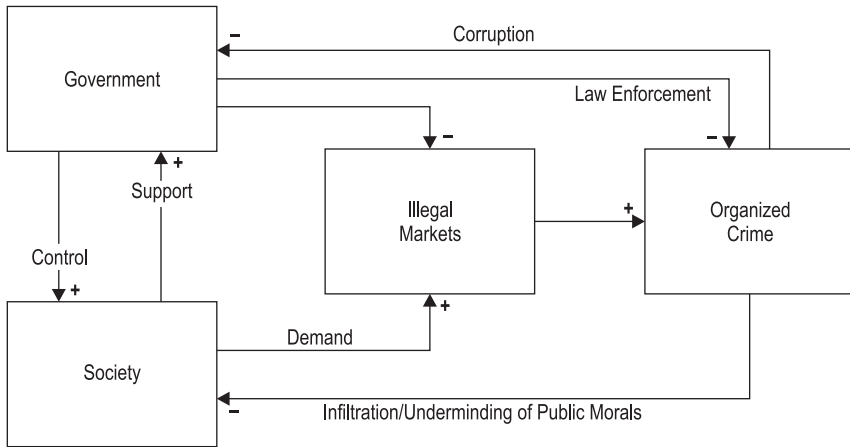 Corruption
−
Government
Law Enforcement
−
−
+
Support
Illegal
Markets
+
Organized
Crime
Control
+
+
Demand
Society
−
Infiltration/Underminding of Public Morals